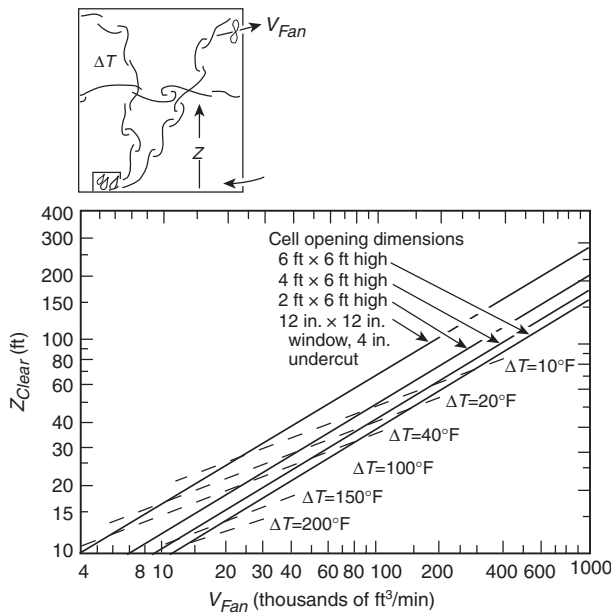 V_Fan
ΔT
Z
Cell opening dimensions
6 ft × 6 ft high
4 ft × 6 ft high
2 ft × 6 ft high
12 in. × 12 in.
window, 4 in.
undercut
ΔT=10°F
ΔT=20°F
ΔT=40°F
ΔT=100°F
ΔT=150°F
ΔT=200°F
Z_Clear (ft)
400
300
200
150
100
80
60
40
30
20
15
10
4 6 8 10 20 30 40 60 80 100 200 400 600 1000
V_Fan (thousands of ft³/min)